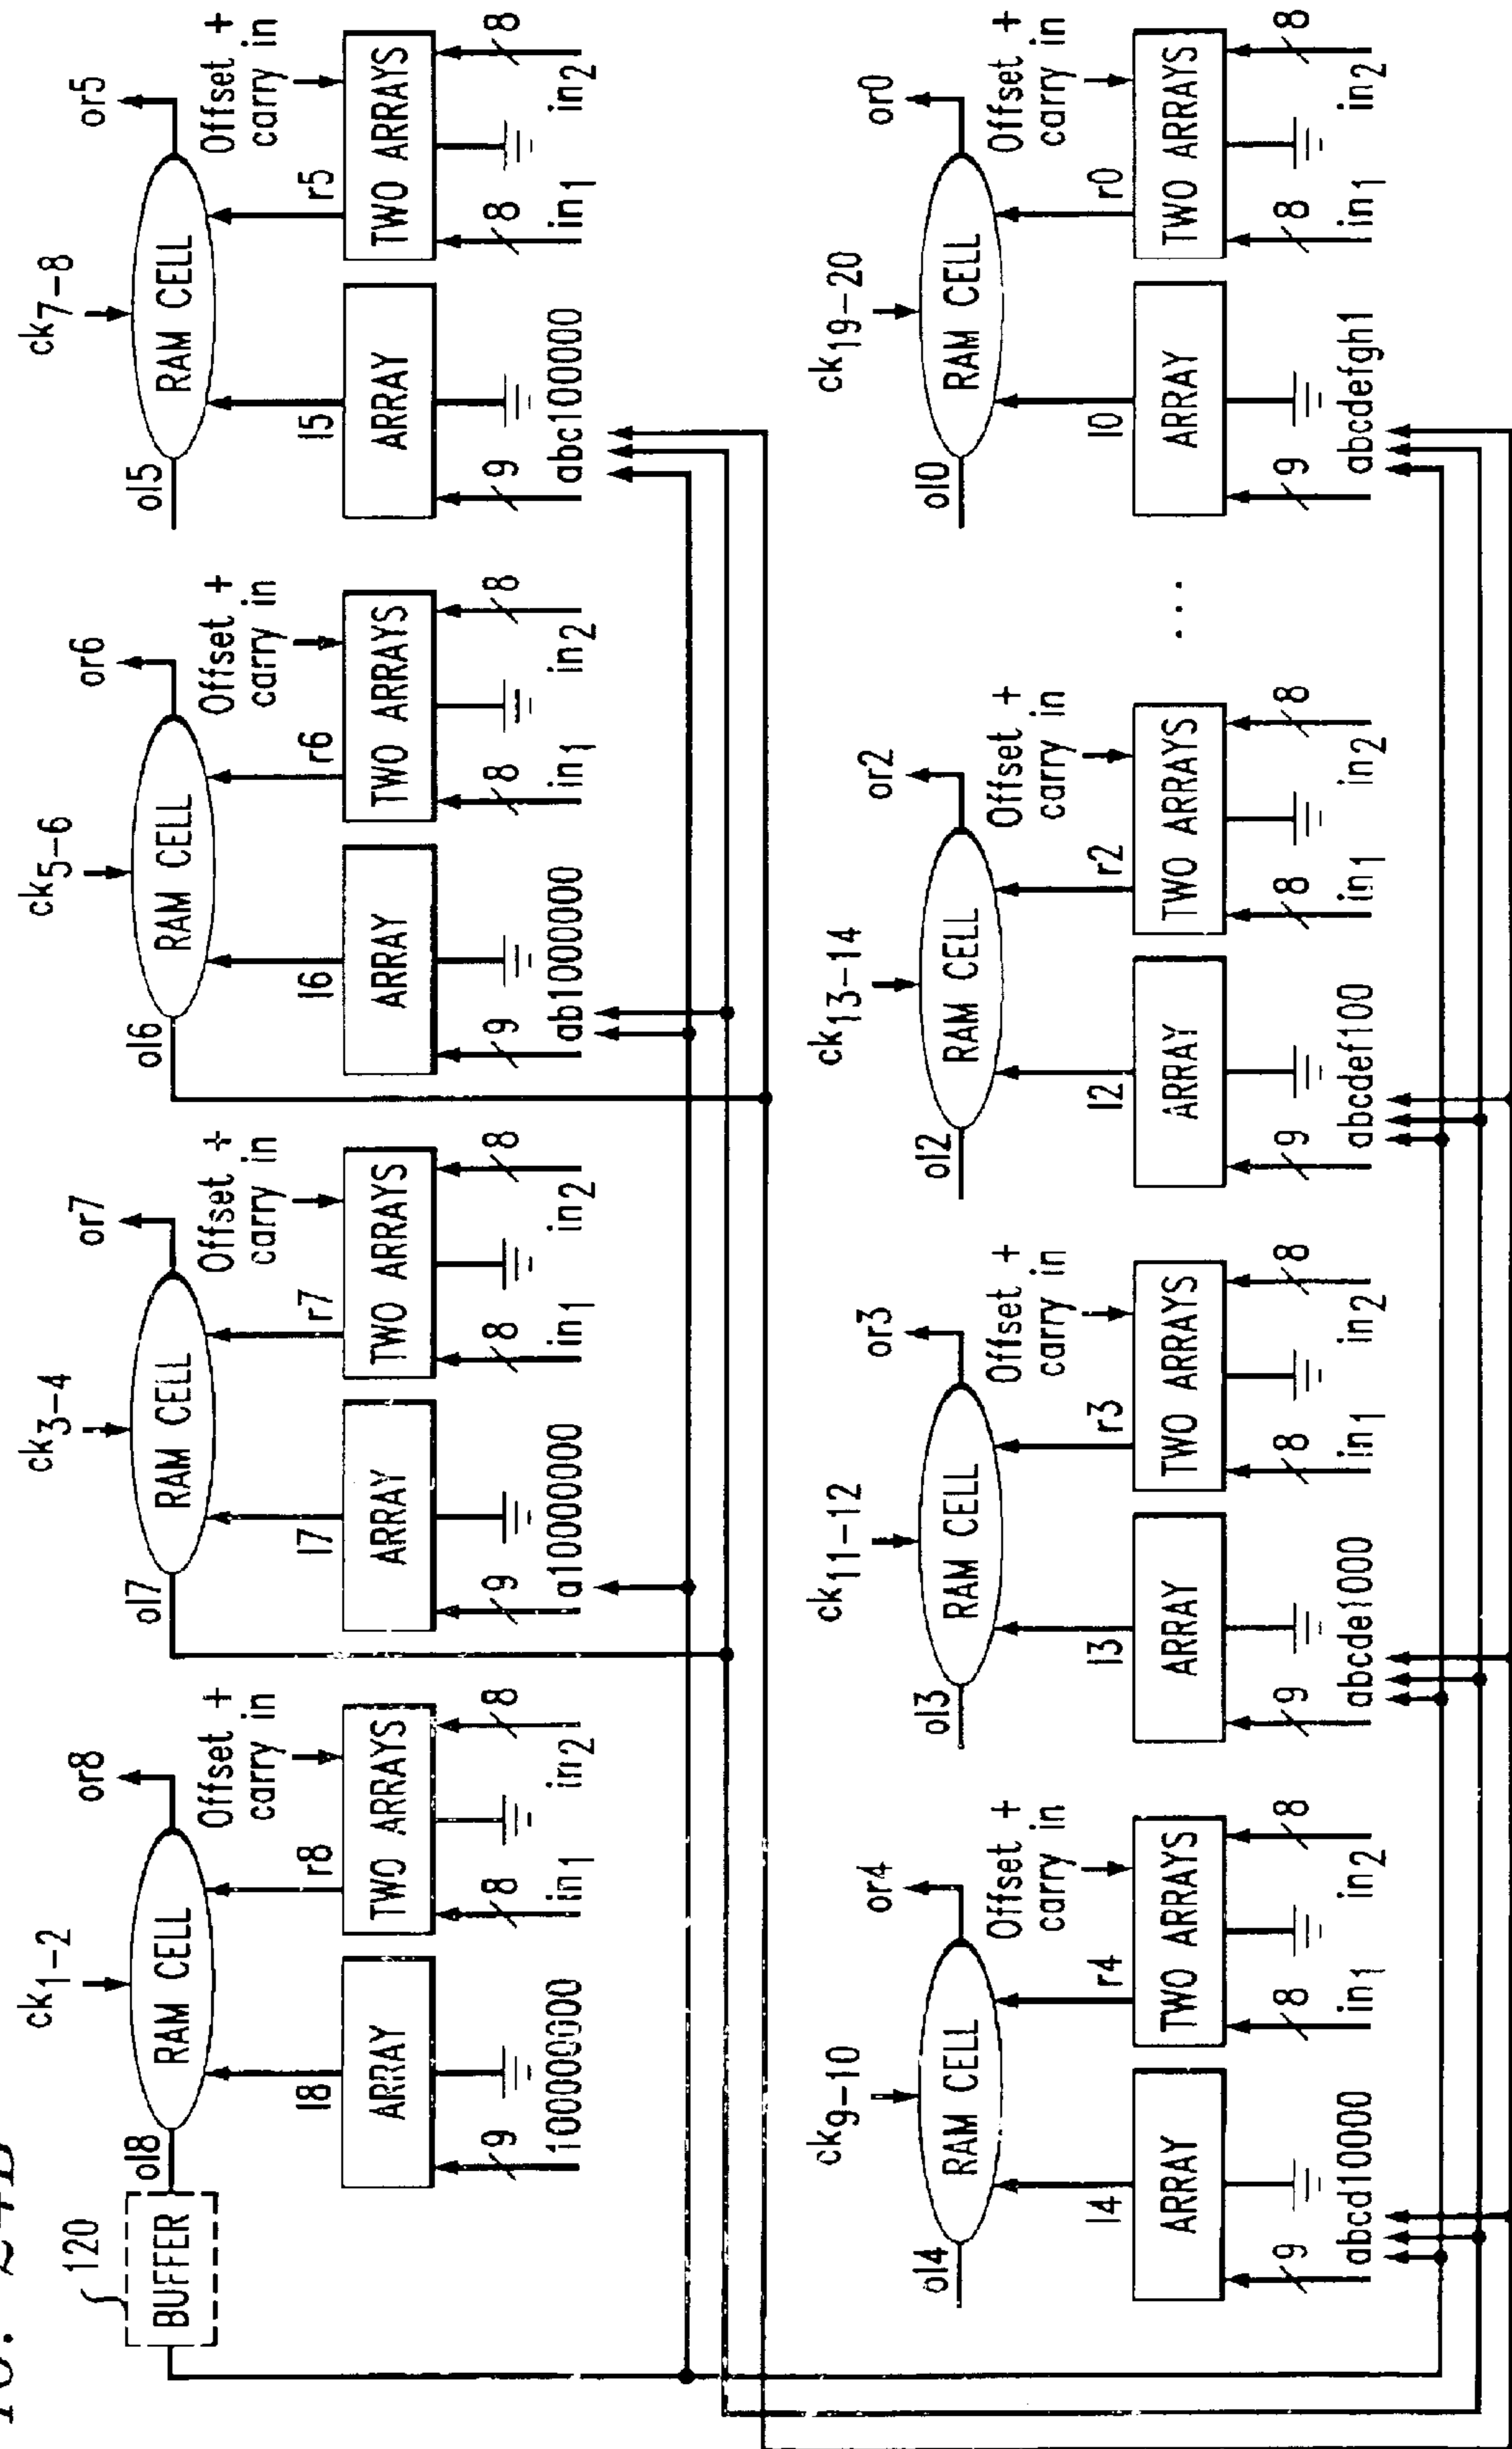 24B
120
BUFFER
ol8
ck1-2
RAM CELL
or8
l8
r8
Offset +
carry in
ARRAY
TWO ARRAYS
9
100000000
8
in1
8
in2
ol7
ck3-4
RAM CELL
or7
l7
r7
Offset +
carry in
ARRAY
TWO ARRAYS
9
a10000000
8
in1
8
in2
ol6
ck5-6
RAM CELL
or6
l6
r6
Offset +
carry in
ARRAY
TWO ARRAYS
9
ab1000000
8
in1
8
in2
ol5
ck7-8
RAM CELL
or5
l5
r5
Offset +
carry in
ARRAY
TWO ARRAYS
9
abc100000
8
in1
8
in2
ol4
ck9-10
RAM CELL
or4
l4
r4
Offset +
carry in
ARRAY
TWO ARRAYS
9
abcd10000
8
in1
8
in2
ol3
ck11-12
RAM CELL
or3
l3
r3
Offset +
carry in
ARRAY
TWO ARRAYS
9
abcde1000
8
in1
8
in2
ol2
ck13-14
RAM CELL
or2
l2
r2
Offset +
carry in
ARRAY
TWO ARRAYS
9
abcdef100
8
in1
8
in2
...
ol0
ck19-20
RAM CELL
or0
l0
r0
Offset +
carry in
ARRAY
TWO ARRAYS
9
abcdefgh1
8
in1
8
in2